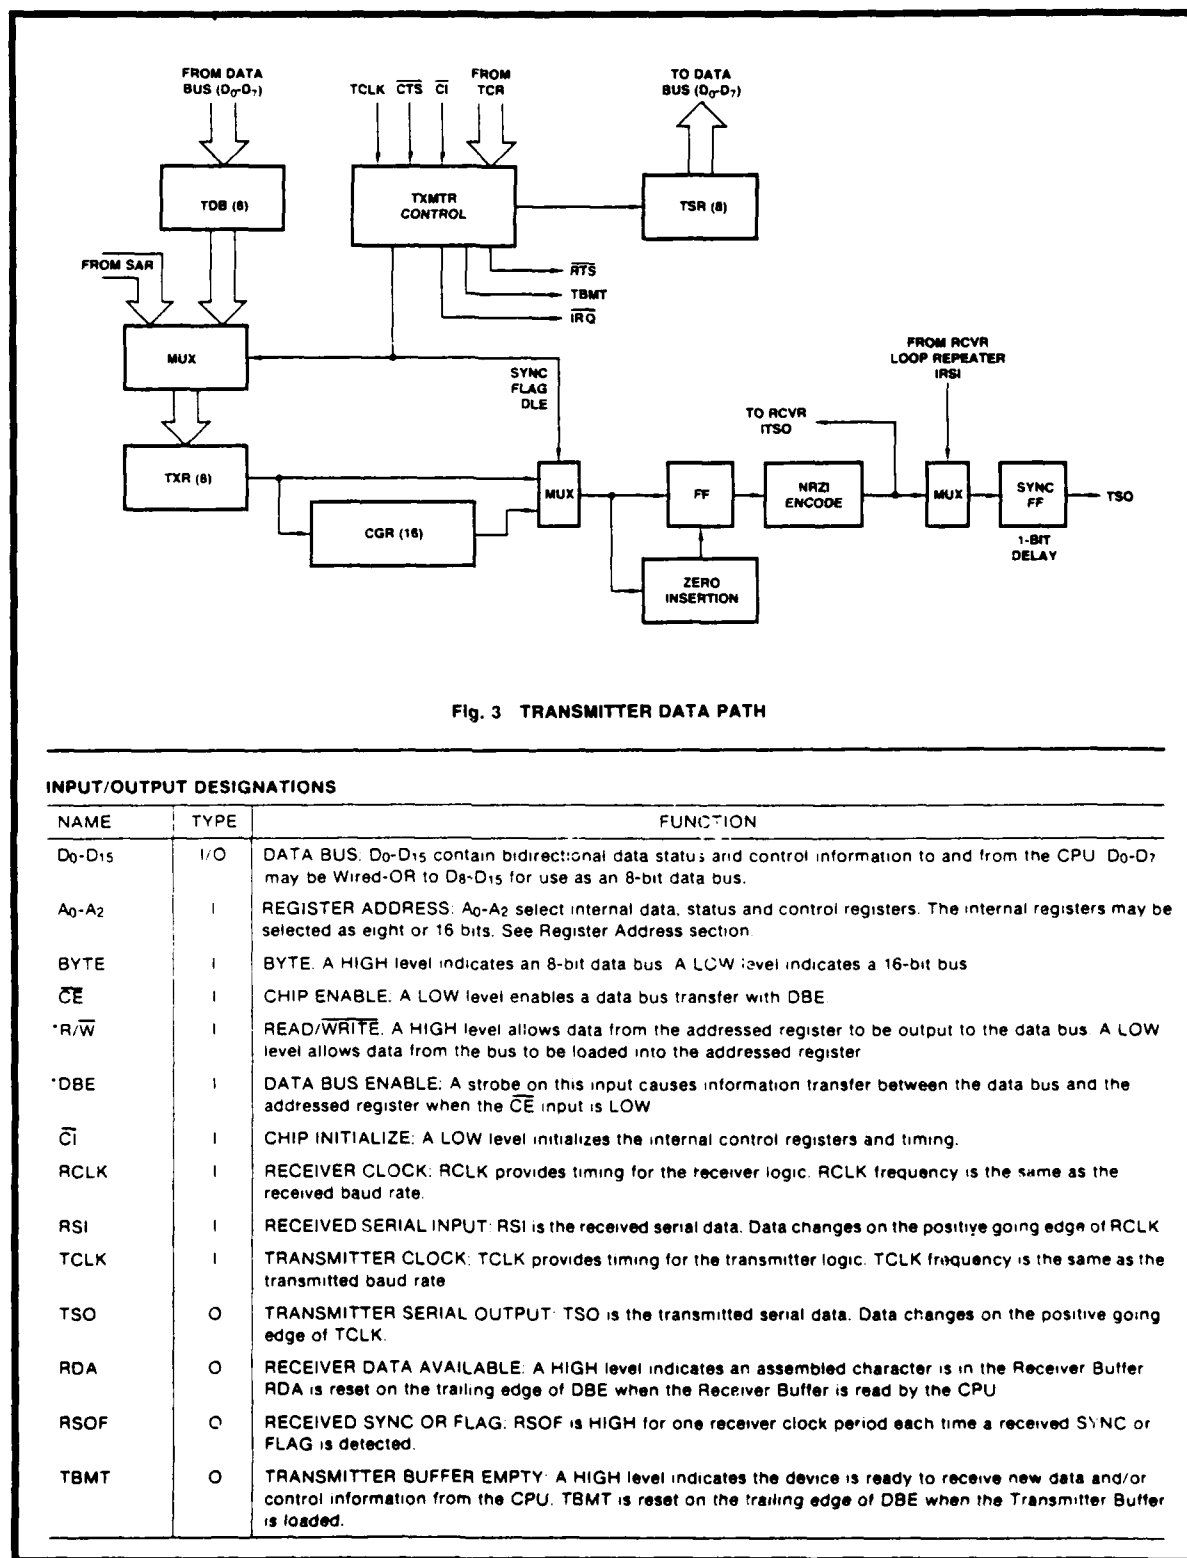 FROM DATA
BUS (D0-D7)
TCLK
C̅T̅S̅
C̅I̅
FROM
TCR
TO DATA
BUS (D0-D7)
TDB (8)
TXMTR
CONTROL
TSR (8)
FROM SAR
R̅T̅S̅
TBMT
I̅R̅Q̅
MUX
SYNC
FLAG
DLE
FROM RCVR
LOOP REPEATER
IRSI
TO RCVR
ITSO
TXR (8)
MUX
FF
NRZI
ENCODE
MUX
SYNC
FF
TSO
CGR (16)
1-BIT
DELAY
ZERO
INSERTION
Fig. 3 TRANSMITTER DATA PATH
INPUT/OUTPUT DESIGNATIONS
NAME TYPE FUNCTION
D0-D15 I/O DATA BUS: D0-D15 contain bidirectional data status and control information to and from the CPU D0-D7
may be Wired-OR to D8-D15 for use as an 8-bit data bus.
A0-A2 I REGISTER ADDRESS: A0-A2 select internal data, status and control registers. The internal registers may be
selected as eight or 16 bits. See Register Address section
BYTE I BYTE. A HIGH level indicates an 8-bit data bus A LOW level indicates a 16-bit bus
C̅E̅ I CHIP ENABLE: A LOW level enables a data bus transfer with DBE
*R/W̅ I READ/W̅R̅I̅T̅E̅. A HIGH level allows data from the addressed register to be output to the data bus A LOW
level allows data from the bus to be loaded into the addressed register
*DBE I DATA BUS ENABLE: A strobe on this input causes information transfer between the data bus and the
addressed register when the C̅E̅ input is LOW
C̅I̅ I CHIP INITIALIZE: A LOW level initializes the internal control registers and timing.
RCLK I RECEIVER CLOCK: RCLK provides timing for the receiver logic. RCLK frequency is the same as the
received baud rate.
RSI I RECEIVED SERIAL INPUT: RSI is the received serial data. Data changes on the positive going edge of RCLK
TCLK I TRANSMITTER CLOCK: TCLK provides timing for the transmitter logic. TCLK frequency is the same as the
transmitted baud rate
TSO O TRANSMITTER SERIAL OUTPUT: TSO is the transmitted serial data. Data changes on the positive going
edge of TCLK.
RDA O RECEIVER DATA AVAILABLE: A HIGH level indicates an assembled character is in the Receiver Buffer
RDA is reset on the trailing edge of DBE when the Receiver Buffer is read by the CPU
RSOF O RECEIVED SYNC OR FLAG: RSOF is HIGH for one receiver clock period each time a received SYNC or
FLAG is detected.
TBMT O TRANSMITTER BUFFER EMPTY: A HIGH level indicates the device is ready to receive new data and/or
control information from the CPU. TBMT is reset on the trailing edge of DBE when the Transmitter Buffer
is loaded.